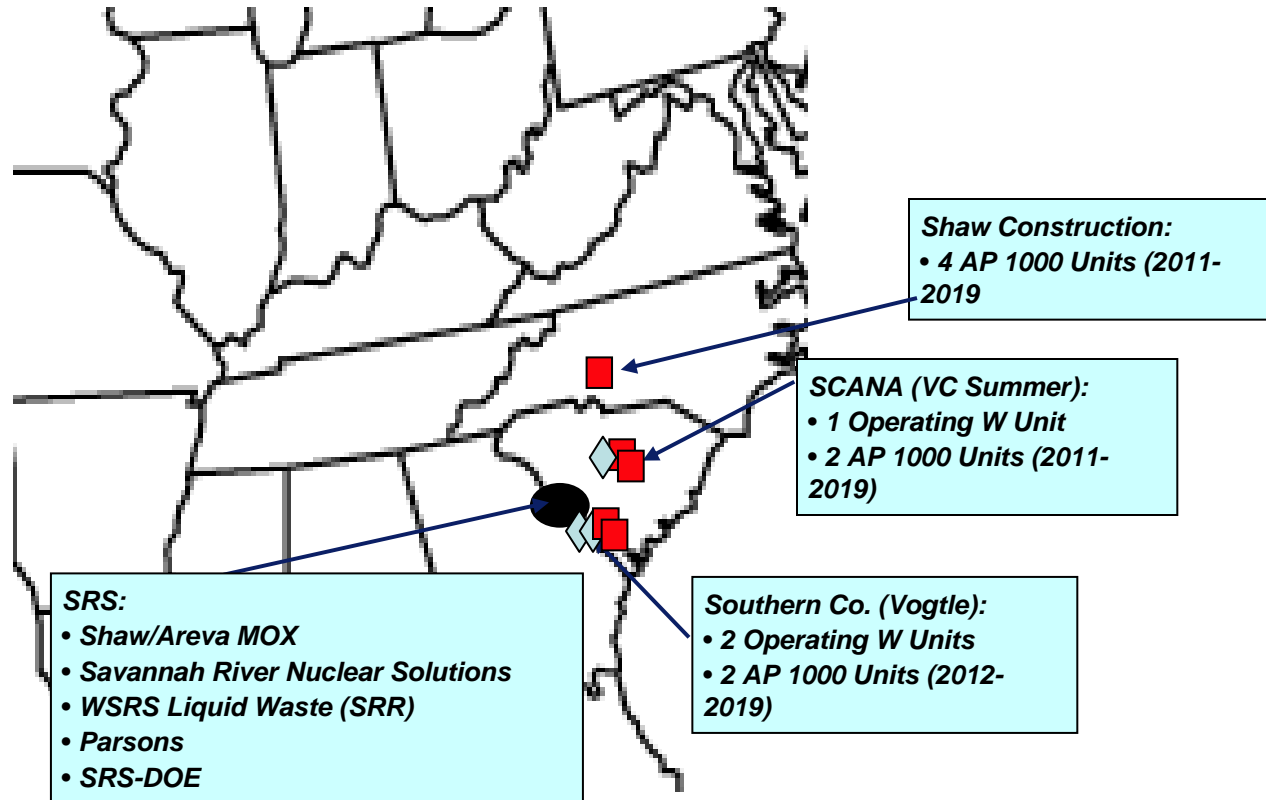 Shaw Construction:
• 4 AP 1000 Units (2011-
2019
SCANA (VC Summer):
• 1 Operating W Unit
• 2 AP 1000 Units (2011-
2019)
SRS:
• Shaw/Areva MOX
• Savannah River Nuclear Solutions
• WSRS Liquid Waste (SRR)
• Parsons
• SRS-DOE
Southern Co. (Vogtle):
• 2 Operating W Units
• 2 AP 1000 Units (2012-
2019)